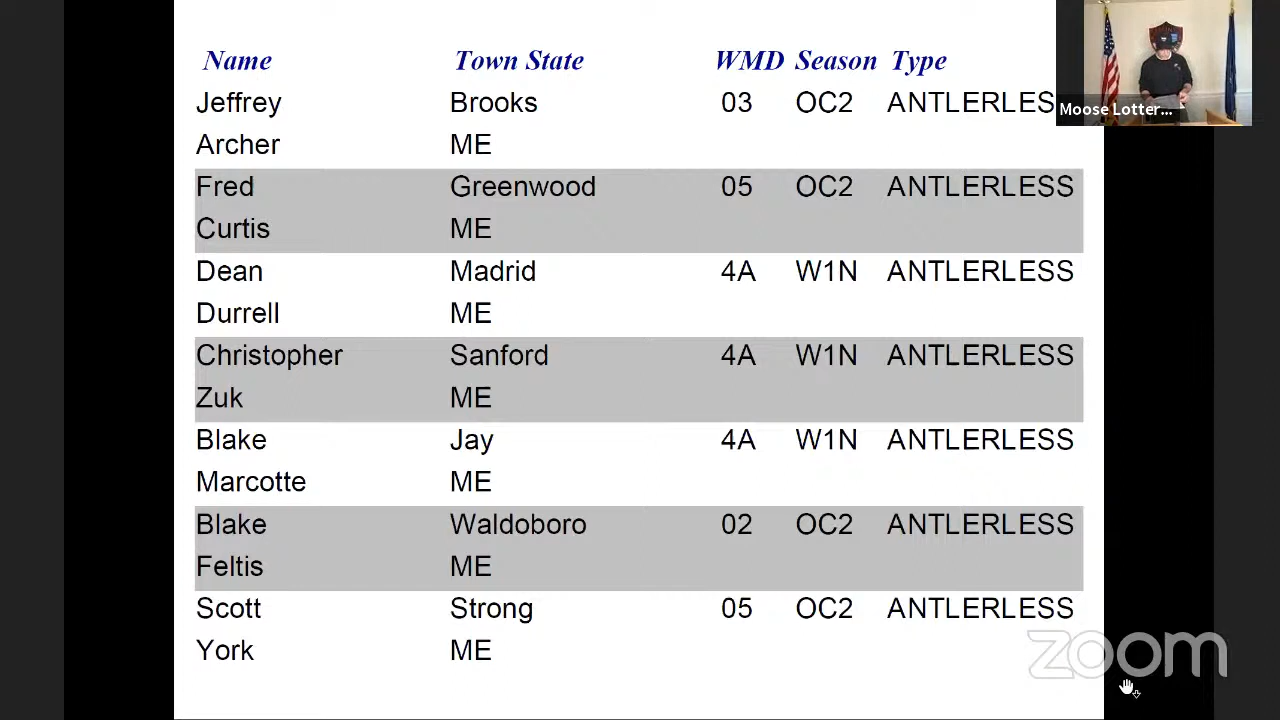 Name Town State WMD Season Type
Jeffrey Brooks 03 OC2 ANTLERLES
Archer ME
Fred Greenwood 05 OC2 ANTLERLESS
Curtis ME
Dean Madrid 4A W1N ANTLERLESS
Durrell ME
Christopher Sanford 4A W1N ANTLERLESS
Zuk ME
Blake Jay 4A W1N ANTLERLESS
Marcotte ME
Blake Waldoboro 02 OC2 ANTLERLESS
Feltis ME
Scott Strong 05 OC2 ANTLERLESS
York ME
Moose Lotter...
zoom